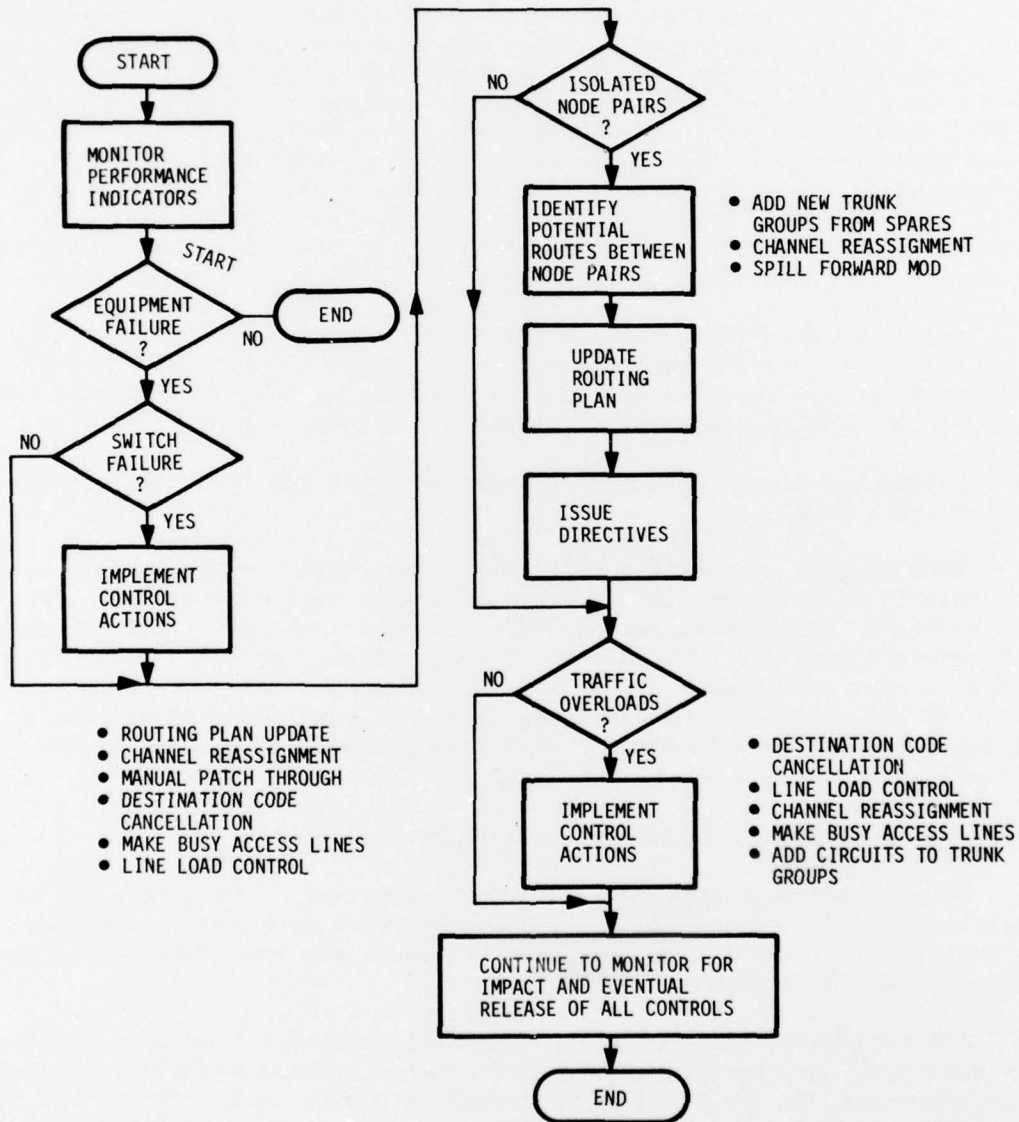 START
MONITOR
PERFORMANCE
INDICATORS
START
EQUIPMENT
FAILURE
?
NO
END
YES
NO
SWITCH
FAILURE
?
YES
IMPLEMENT
CONTROL
ACTIONS
● ROUTING PLAN UPDATE
● CHANNEL REASSIGNMENT
● MANUAL PATCH THROUGH
● DESTINATION CODE
CANCELLATION
● MAKE BUSY ACCESS LINES
● LINE LOAD CONTROL
NO
ISOLATED
NODE PAIRS
?
YES
IDENTIFY
POTENTIAL
ROUTES BETWEEN
NODE PAIRS
● ADD NEW TRUNK
GROUPS FROM SPARES
● CHANNEL REASSIGNMENT
● SPILL FORWARD MOD
UPDATE
ROUTING
PLAN
ISSUE
DIRECTIVES
NO
TRAFFIC
OVERLOADS
?
YES
IMPLEMENT
CONTROL
ACTIONS
● DESTINATION CODE
CANCELLATION
● LINE LOAD CONTROL
● CHANNEL REASSIGNMENT
● MAKE BUSY ACCESS LINES
● ADD CIRCUITS TO TRUNK
GROUPS
CONTINUE TO MONITOR FOR
IMPACT AND EVENTUAL
RELEASE OF ALL CONTROLS
END